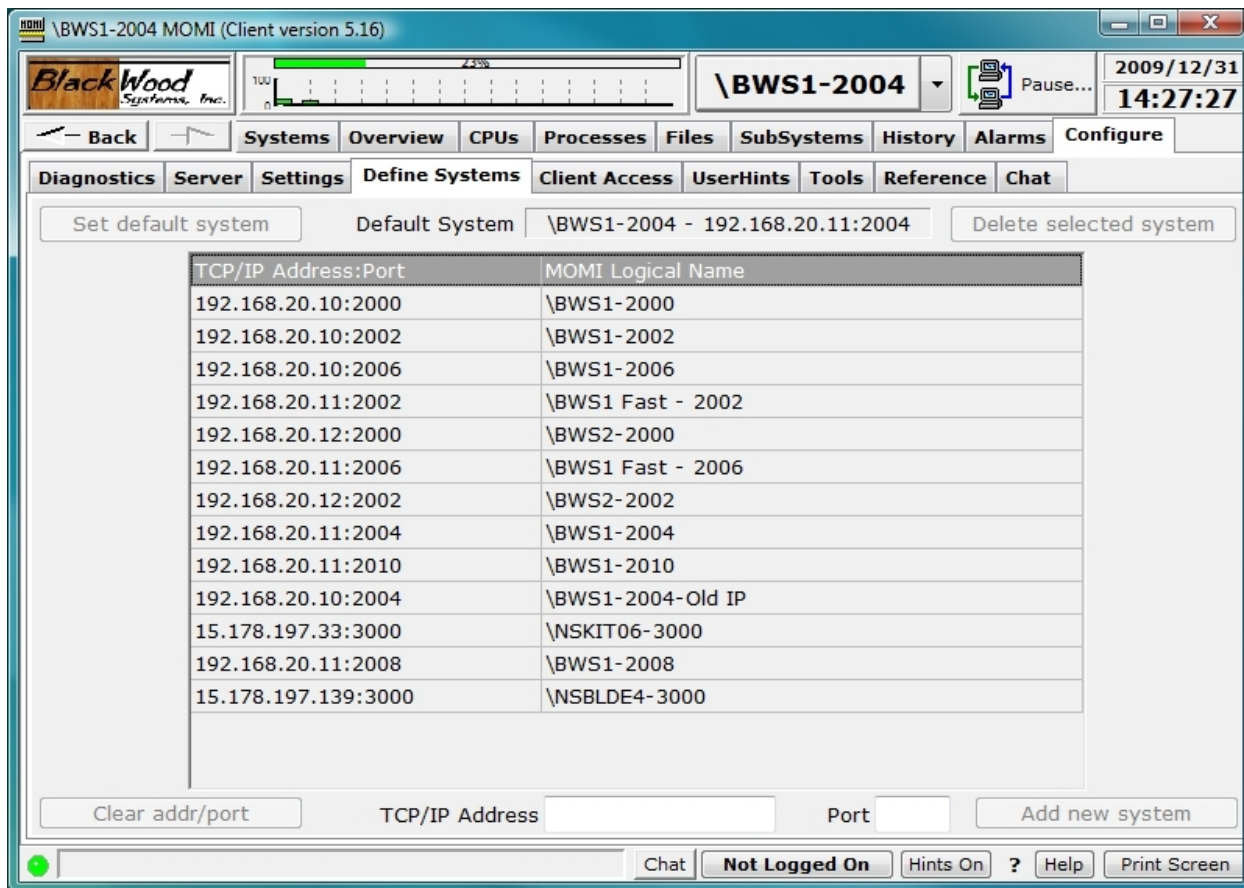 MOMI
\BWS1-2004 MOMI (Client version 5.16)
BlackWood
Systems, Inc.
23%
100
0
\BWS1-2004
Pause...
2009/12/31
14:27:27
Back
Systems Overview CPUs Processes Files SubSystems History Alarms Configure
Diagnostics Server Settings Define Systems Client Access UserHints Tools Reference Chat
Set default system Default System \BWS1-2004 - 192.168.20.11:2004 Delete selected system
TCP/IP Address:Port MOMI Logical Name
192.168.20.10:2000 \BWS1-2000
192.168.20.10:2002 \BWS1-2002
192.168.20.10:2006 \BWS1-2006
192.168.20.11:2002 \BWS1 Fast - 2002
192.168.20.12:2000 \BWS2-2000
192.168.20.11:2006 \BWS1 Fast - 2006
192.168.20.12:2002 \BWS2-2002
192.168.20.11:2004 \BWS1-2004
192.168.20.11:2010 \BWS1-2010
192.168.20.10:2004 \BWS1-2004-Old IP
15.178.197.33:3000 \NSKIT06-3000
192.168.20.11:2008 \BWS1-2008
15.178.197.139:3000 \NSBLDE4-3000
Clear addr/port TCP/IP Address Port Add new system
Chat Not Logged On Hints On ? Help Print Screen